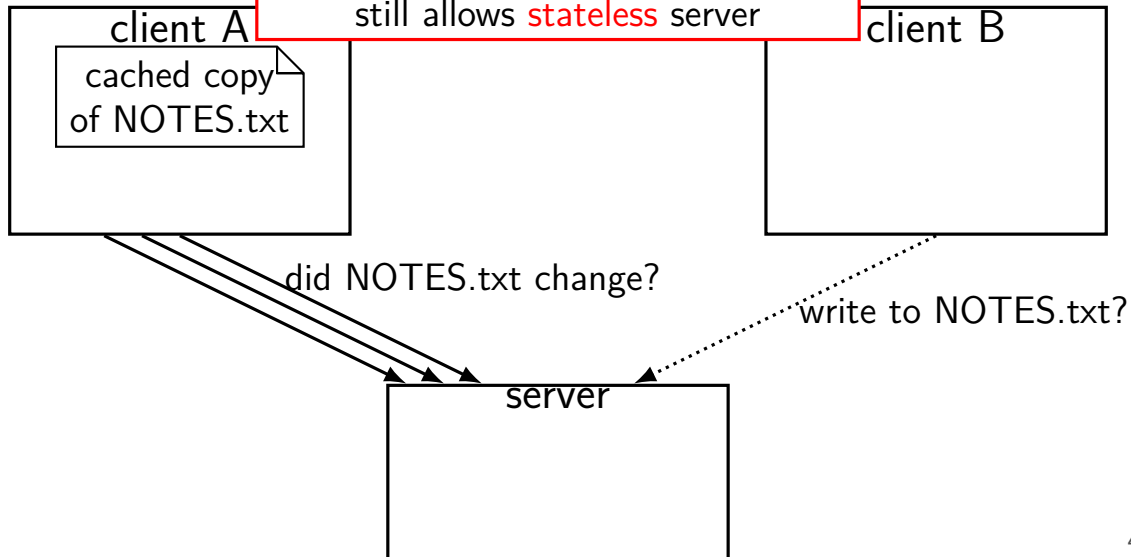 still allows stateless server
client A
client B
cached copy
of NOTES.txt
did NOTES.txt change?
write to NOTES.txt?
server